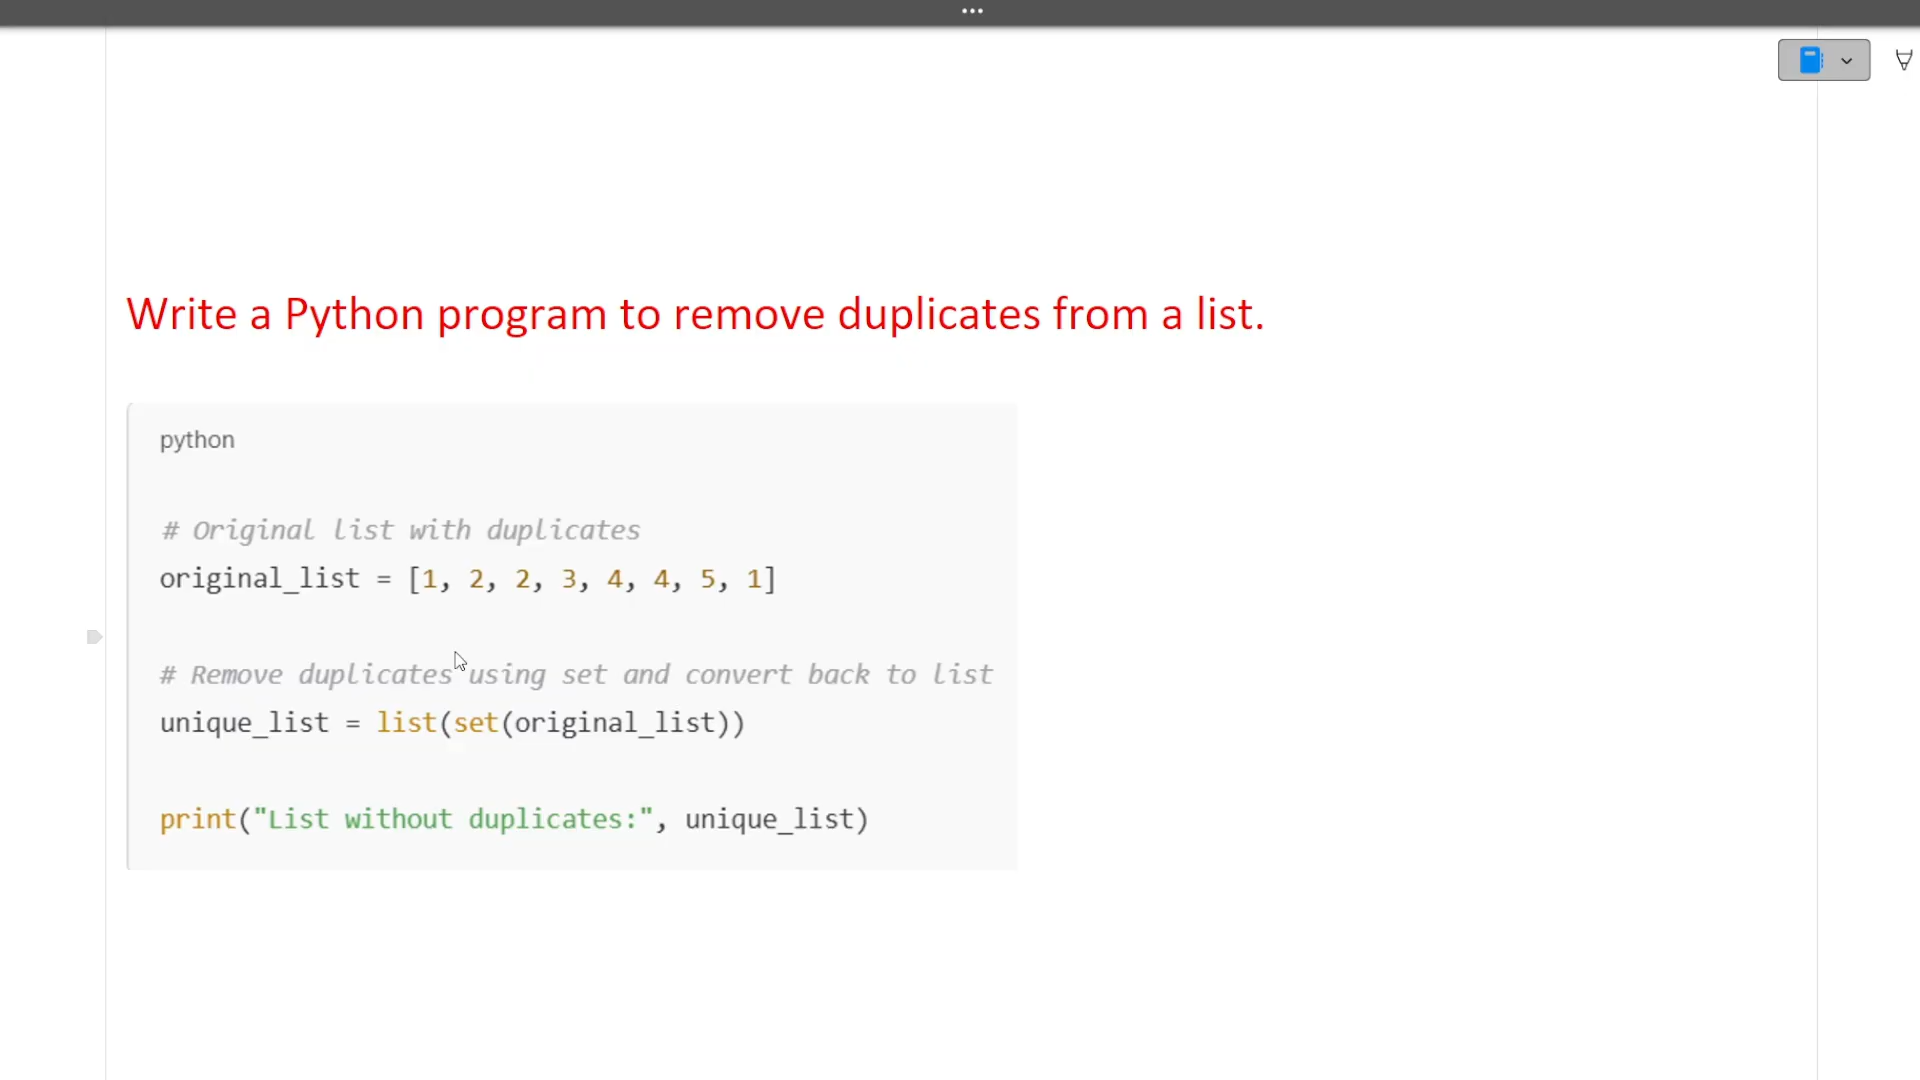 Write a Python program to remove duplicates from a list.
python
# Original list with duplicates
original_list = [1, 2, 2, 3, 4, 4, 5, 1]
# Remove duplicates using set and convert back to list
unique_list = list(set(original_list))
print("List without duplicates:", unique_list)